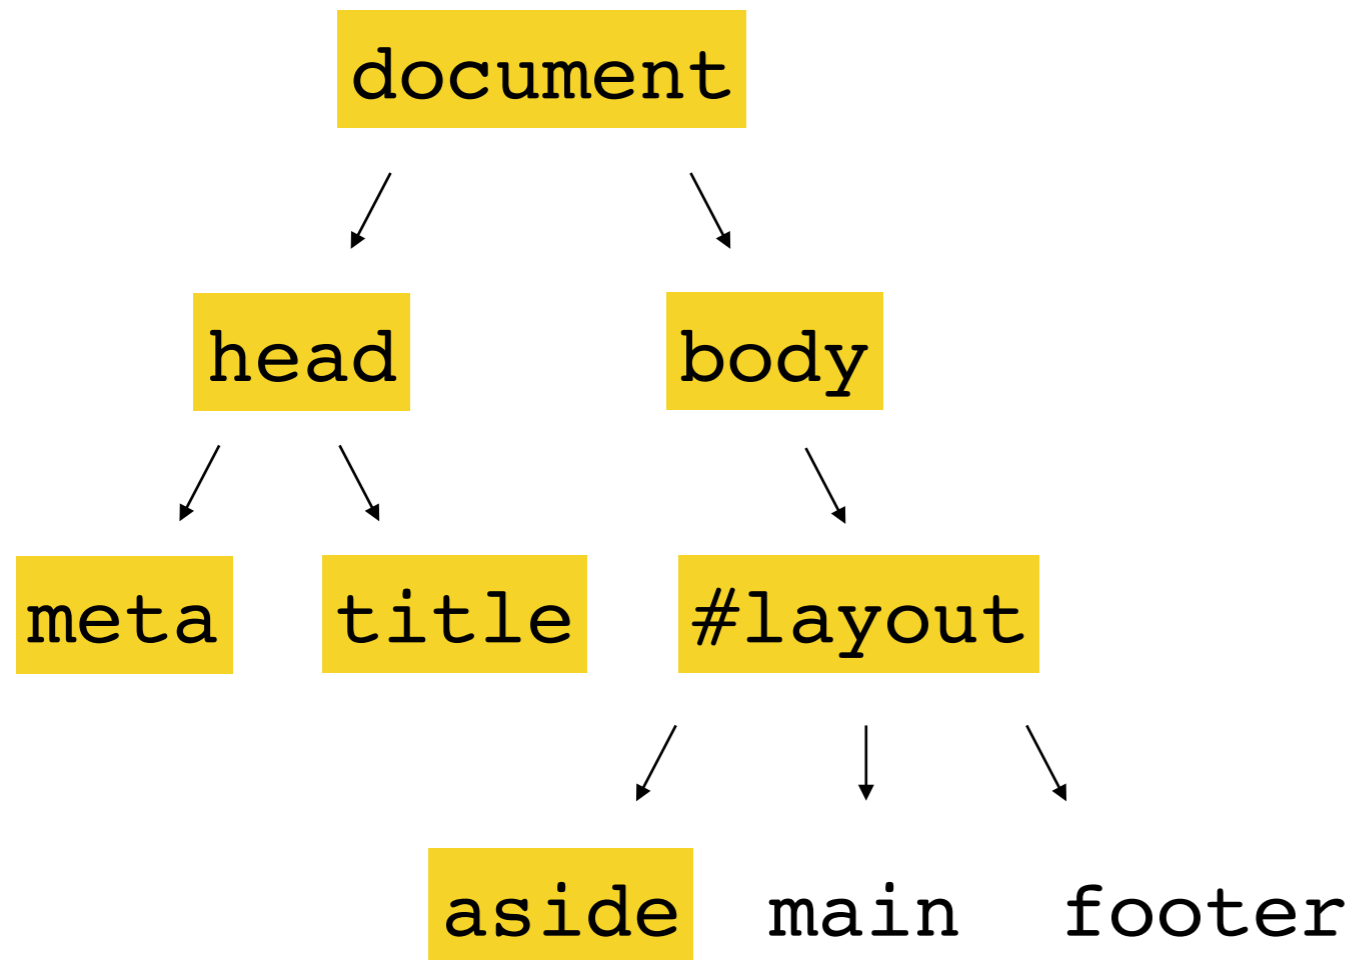 document
head body
meta title #layout
aside main footer